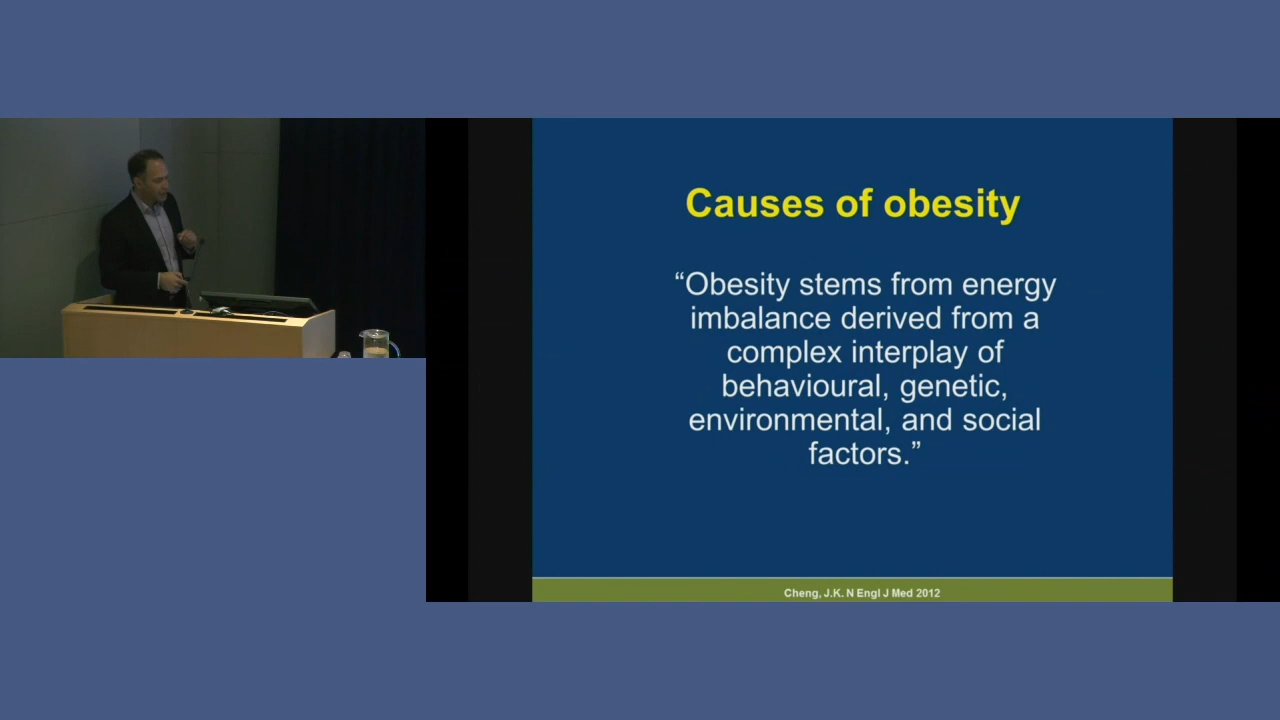 Causes of obesity
“Obesity stems from energy
imbalance derived from a
complex interplay of
behavioural, genetic,
environmental, and social
factors.”
Cheng, J.K. N Engl J Med 2012